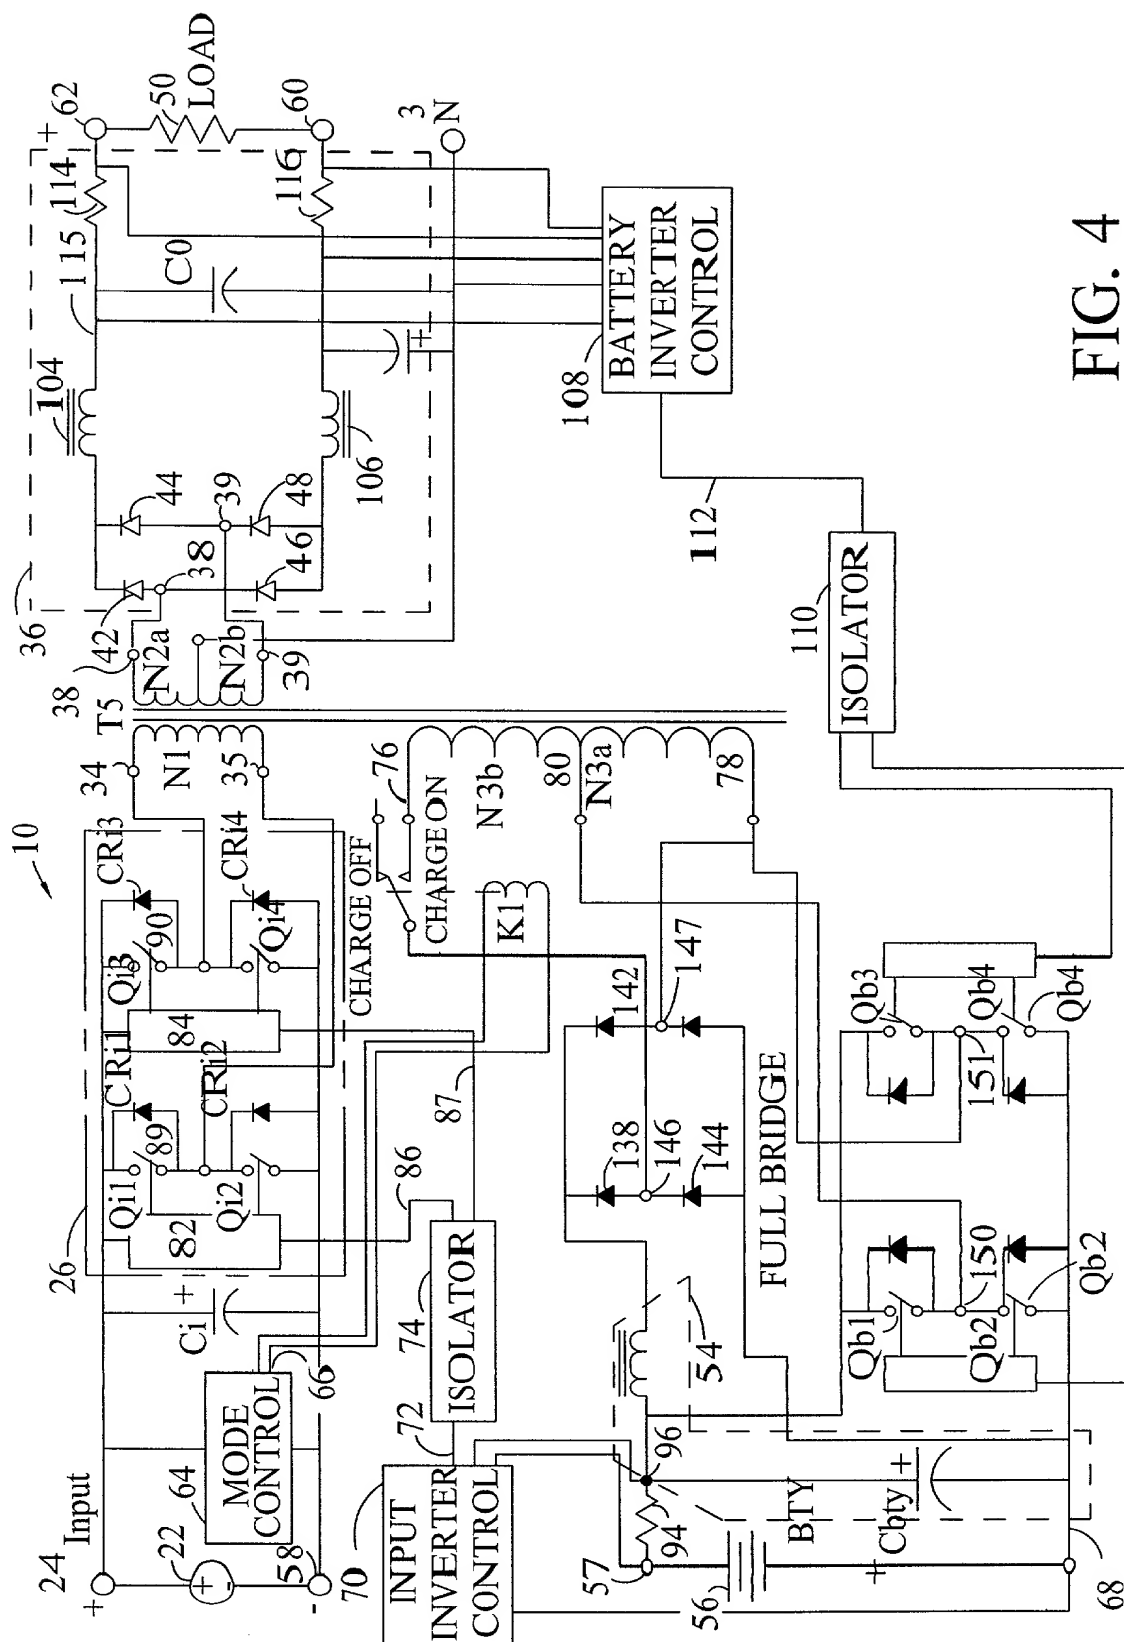 10
24
Input
+
22
+
-
58
-
64
MODE
CONTROL
66
Ci
+
26
Qi1
82
Qi2
89
CRi1
CRi2
84
Qi3
90
Qi4
CRi3
CRi4
34
N1
35
T5
38
N2a
N2b
39
42
36
38
46
44
39
48
104
106
115
C0
+
114
116
+
62
50
LOAD
60
3
N
70
INPUT
INVERTER
CONTROL
72
74
ISOLATOR
86
87
CHARGE OFF
CHARGE ON
K1
76
N3b
80
N3a
78
138
146
144
142
147
FULL BRIDGE
54
57
94
96
56
BTY
+
Cbty
+
68
Qb1
Qb2
150
Qb2
Qb3
151
Qb4
Qb4
110
ISOLATOR
112
108
BATTERY
INVERTER
CONTROL
FIG. 4